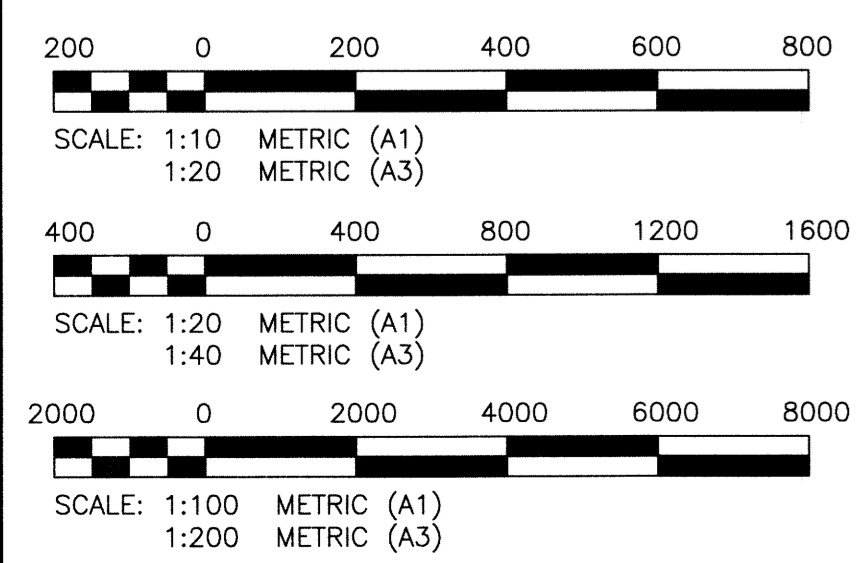 200 0 200 400 600 800
SCALE: 1:10 METRIC (A1)
1:20 METRIC (A3)
400 0 400 800 1200 1600
SCALE: 1:20 METRIC (A1)
1:40 METRIC (A3)
2000 0 2000 4000 6000 8000
SCALE: 1:100 METRIC (A1)
1:200 METRIC (A3)